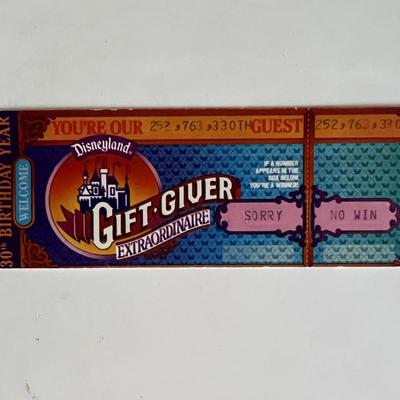 30th BIRTHDAY YEAR
WELCOME
YOU'RE OUR 252,763,330TH GUEST
252,763,330
Disneyland
GIFT·GIVER
EXTRAORDINAIRE
IF A NUMBER
APPEARS IN THE
BOX BELOW,
YOU'RE A WINNER!
SORRY
NO WIN